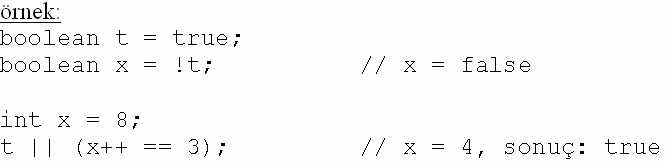 örnek:
boolean t = true;
boolean x = !t; // x = false
int x = 8;
t || (x++ == 3); // x = 4, sonuç: true